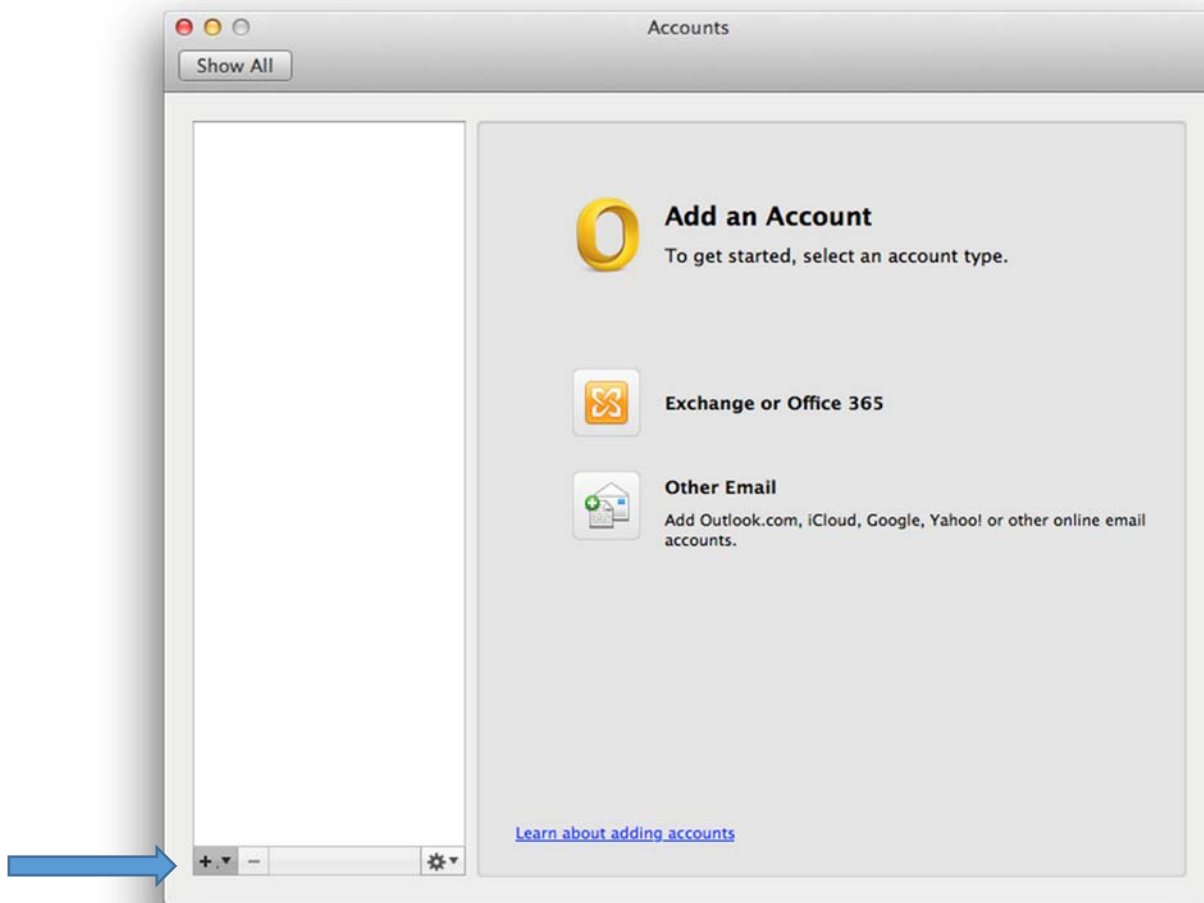 Accounts
Show All
Add an Account
To get started, select an account type.
Exchange or Office 365
Other Email
Add Outlook.com, iCloud, Google, Yahoo! or other online email
accounts.
Learn about adding accounts